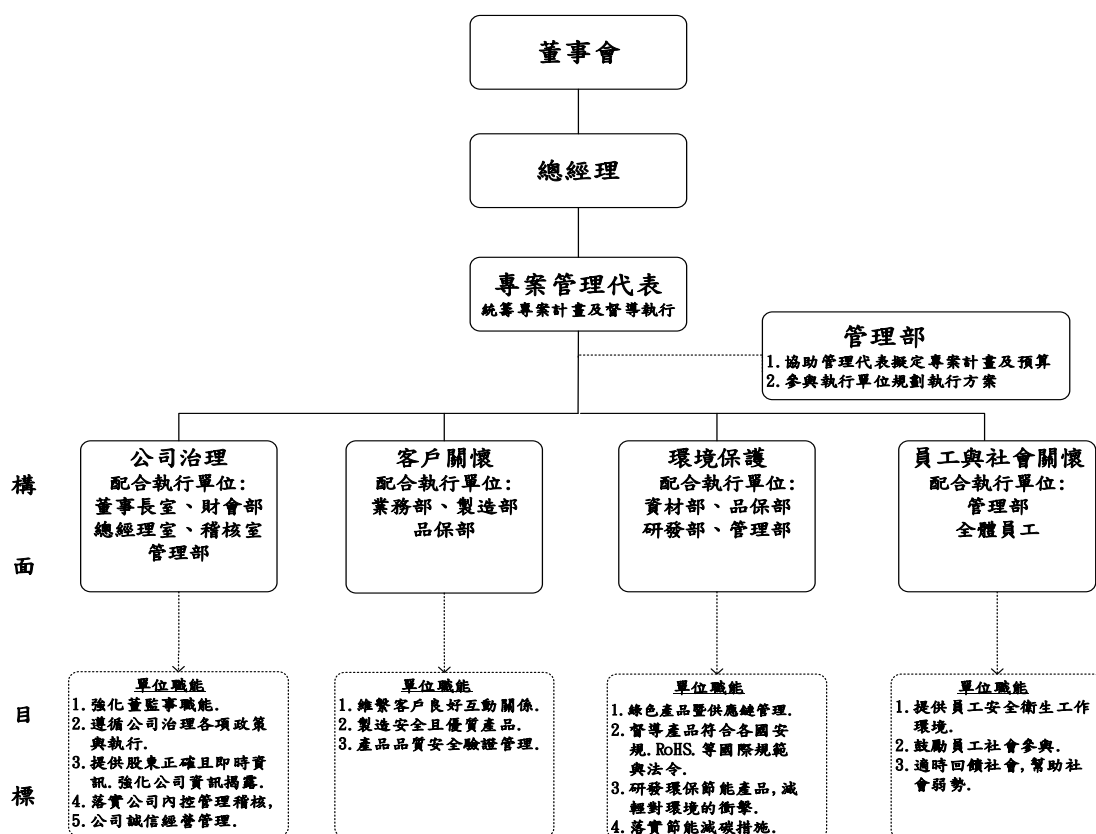 董事會
總經理
專案管理代表
統籌專案計畫及督導執行
管理部
1. 協助管理代表擬定專案計畫及預算
2. 參與執行單位規劃執行方案
構面
公司治理
配合執行單位:
董事長室、財會部
總經理室、稽核室
管理部
客戶關懷
配合執行單位:
業務部、製造部
品保部
環境保護
配合執行單位:
資材部、品保部
研發部、管理部
員工與社會關懷
配合執行單位:
管理部
全體員工
目標
單位職能
1. 強化董監事職能.
2. 遵循公司治理各項政策
與執行.
3. 提供股東正確且即時資
訊. 強化公司資訊揭露.
4. 落實公司內控管理稽核,
5. 公司誠信經營管理.
單位職能
1. 維繫客戶良好互動關係.
2. 製造安全且優質產品.
3. 產品品質安全驗證管理.
單位職能
1. 綠色產品暨供應鏈管理.
2. 督導產品符合各國安
規. RoHS. 等國際規範
與法令.
3. 研發環保節能產品, 減
輕對環境的衝擊.
4. 落實節能減碳措施.
單位職能
1. 提供員工安全衛生工作
環境.
2. 鼓勵員工社會參與.
3. 適時回饋社會, 幫助社
會弱勢.